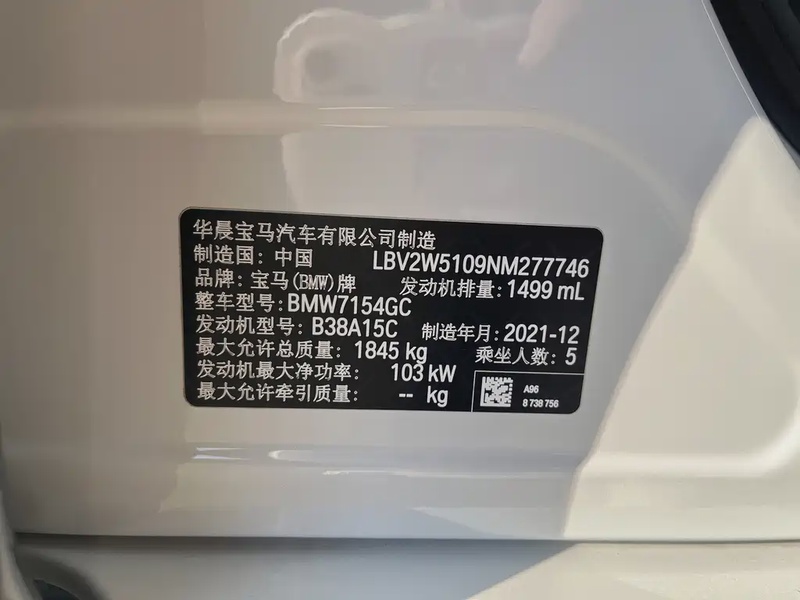 华晨宝马汽车有限公司制造
制造国: 中国 LBV2W5109NM277746
品牌: 宝马(BMW)牌 发动机排量: 1499 mL
整车型号: BMW7154GC
发动机型号: B38A15C 制造年月: 2021-12
最大允许总质量: 1845 kg 乘坐人数: 5
发动机最大净功率: 103 kW
最大允许牵引质量: -- kg
A96
8 738 756